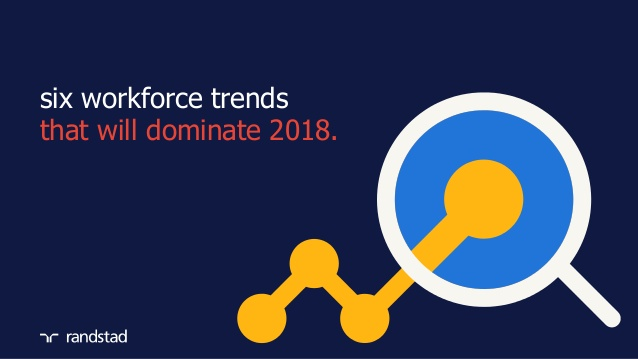 six workforce trends
that will dominate 2018.
randstad